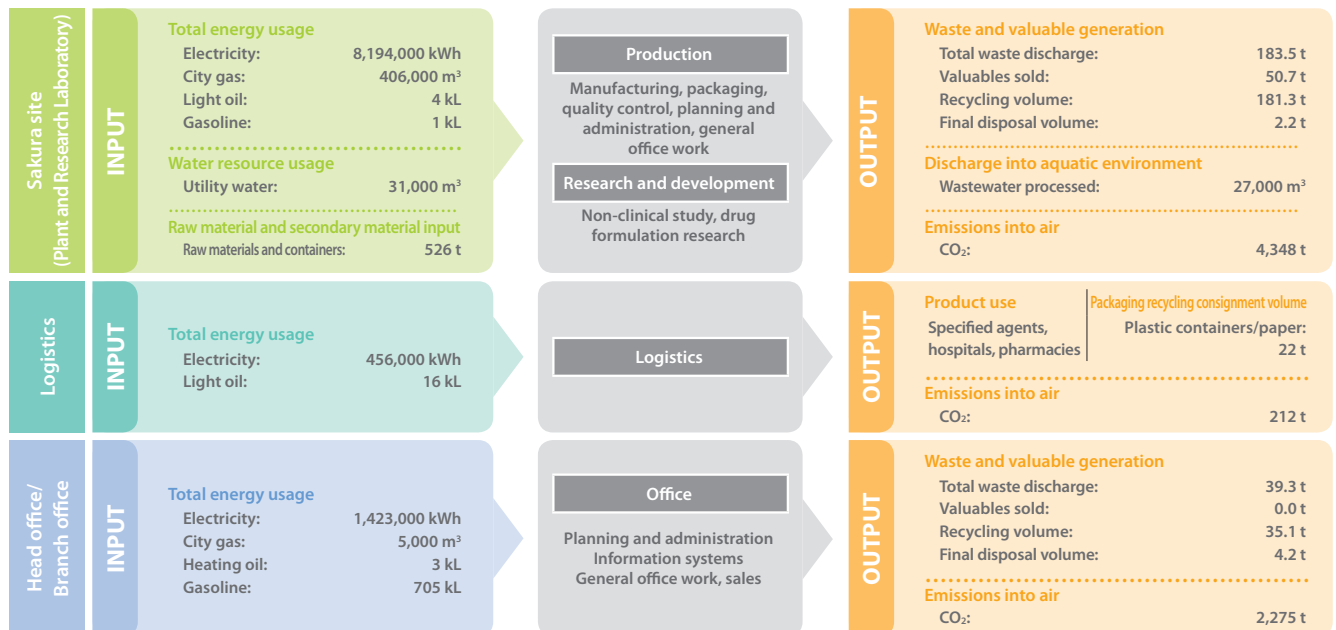 Sakura site
(Plant and Research Laboratory)
INPUT
Total energy usage
Electricity: 8,194,000 kWh
City gas: 406,000 m³
Light oil: 4 kL
Gasoline: 1 kL
Water resource usage
Utility water: 31,000 m³
Raw material and secondary material input
Raw materials and containers: 526 t
Production
Manufacturing, packaging,
quality control, planning and
administration, general
office work
Research and development
Non-clinical study, drug
formulation research
OUTPUT
Waste and valuable generation
Total waste discharge: 183.5 t
Valuables sold: 50.7 t
Recycling volume: 181.3 t
Final disposal volume: 2.2 t
Discharge into aquatic environment
Wastewater processed: 27,000 m³
Emissions into air
CO₂: 4,348 t
Logistics
INPUT
Total energy usage
Electricity: 456,000 kWh
Light oil: 16 kL
Logistics
OUTPUT
Product use
Specified agents,
hospitals, pharmacies
Packaging recycling consignment volume
Plastic containers/paper:
22 t
Emissions into air
CO₂: 212 t
Head office/
Branch office
INPUT
Total energy usage
Electricity: 1,423,000 kWh
City gas: 5,000 m³
Heating oil: 3 kL
Gasoline: 705 kL
Office
Planning and administration
Information systems
General office work, sales
OUTPUT
Waste and valuable generation
Total waste discharge: 39.3 t
Valuables sold: 0.0 t
Recycling volume: 35.1 t
Final disposal volume: 4.2 t
Emissions into air
CO₂: 2,275 t